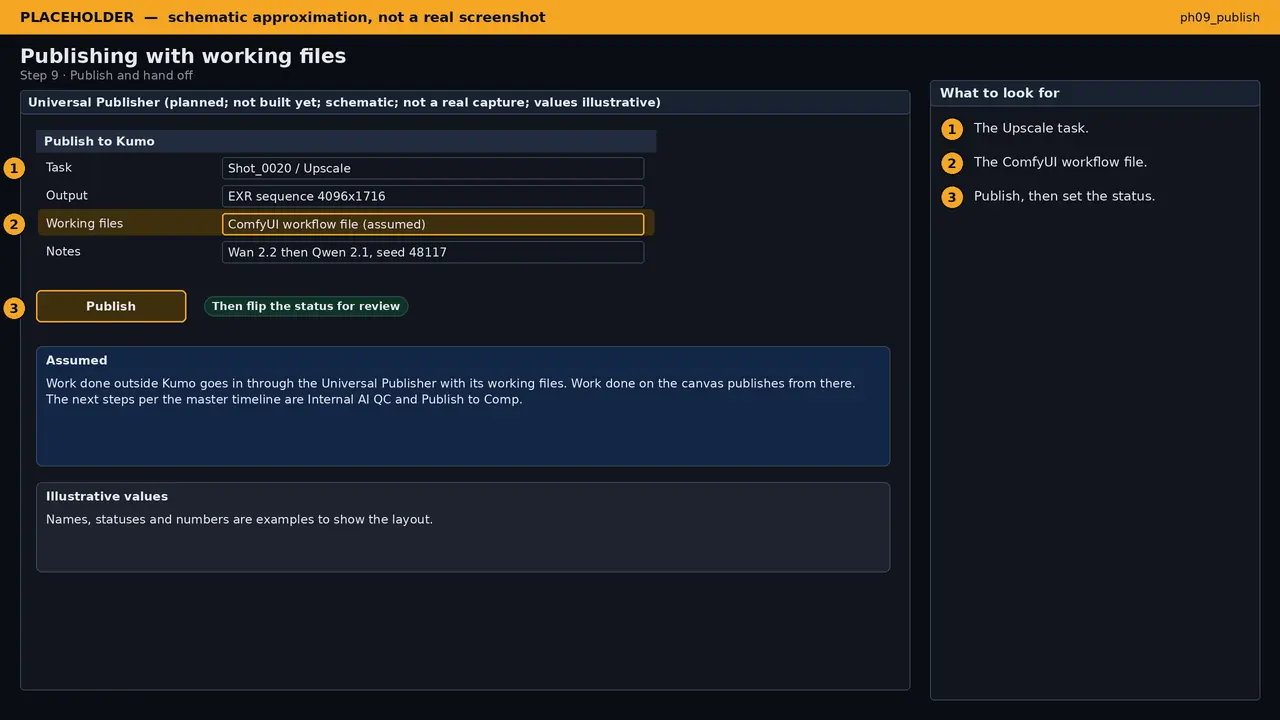 PLACEHOLDER — schematic approximation, not a real screenshot
ph09_publish
Publishing with working files
Step 9 · Publish and hand off
Universal Publisher (planned; not built yet; schematic; not a real capture; values illustrative)
Publish to Kumo
1 Task Shot_0020 / Upscale
Output EXR sequence 4096x1716
2 Working files ComfyUI workflow file (assumed)
Notes Wan 2.2 then Qwen 2.1, seed 48117
3 Publish Then flip the status for review
Assumed
Work done outside Kumo goes in through the Universal Publisher with its working files. Work done on the canvas publishes from there.
The next steps per the master timeline are Internal AI QC and Publish to Comp.
Illustrative values
Names, statuses and numbers are examples to show the layout.
What to look for
1 The Upscale task.
2 The ComfyUI workflow file.
3 Publish, then set the status.